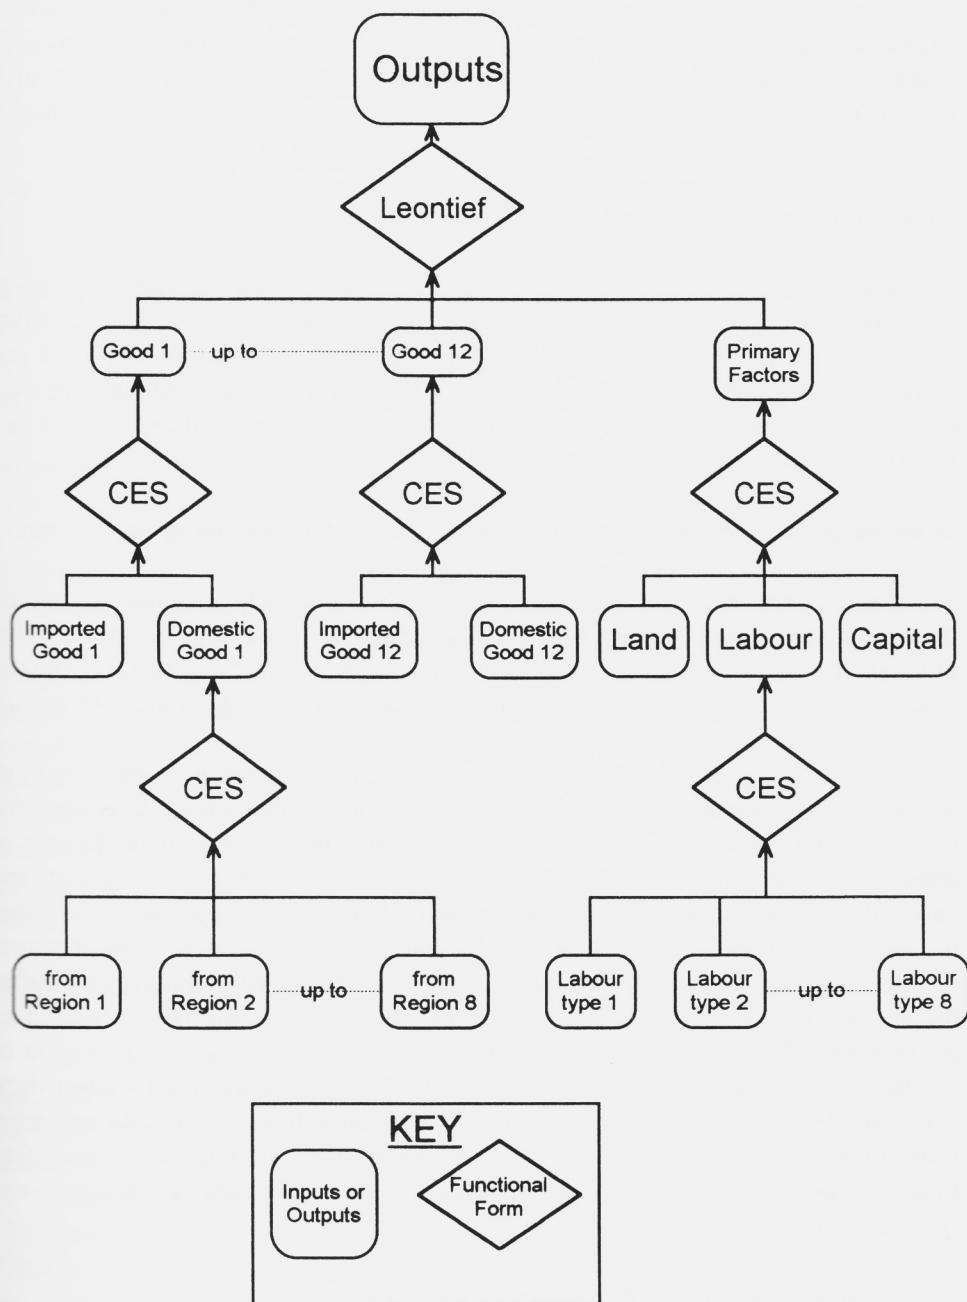 Outputs
Leontief
Good 1
up to
Good 12
Primary
Factors
CES
CES
CES
Imported
Good 1
Domestic
Good 1
Imported
Good 12
Domestic
Good 12
Land
Labour
Capital
CES
CES
from
Region 1
from
Region 2
up to
from
Region 8
Labour
type 1
Labour
type 2
up to
Labour
type 8
KEY
Inputs or
Outputs
Functional
Form